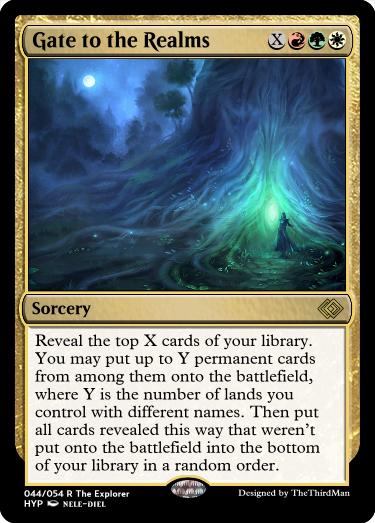 Gate to the Realms X
Sorcery
Reveal the top X cards of your library.
You may put up to Y permanent cards
from among them onto the battlefield,
where Y is the number of lands you
control with different names. Then put
all cards revealed this way that weren't
put onto the battlefield into the bottom
of your library in a random order.
044/054 R The Explorer
HYP NELE-DIEL
Designed by TheThirdMan